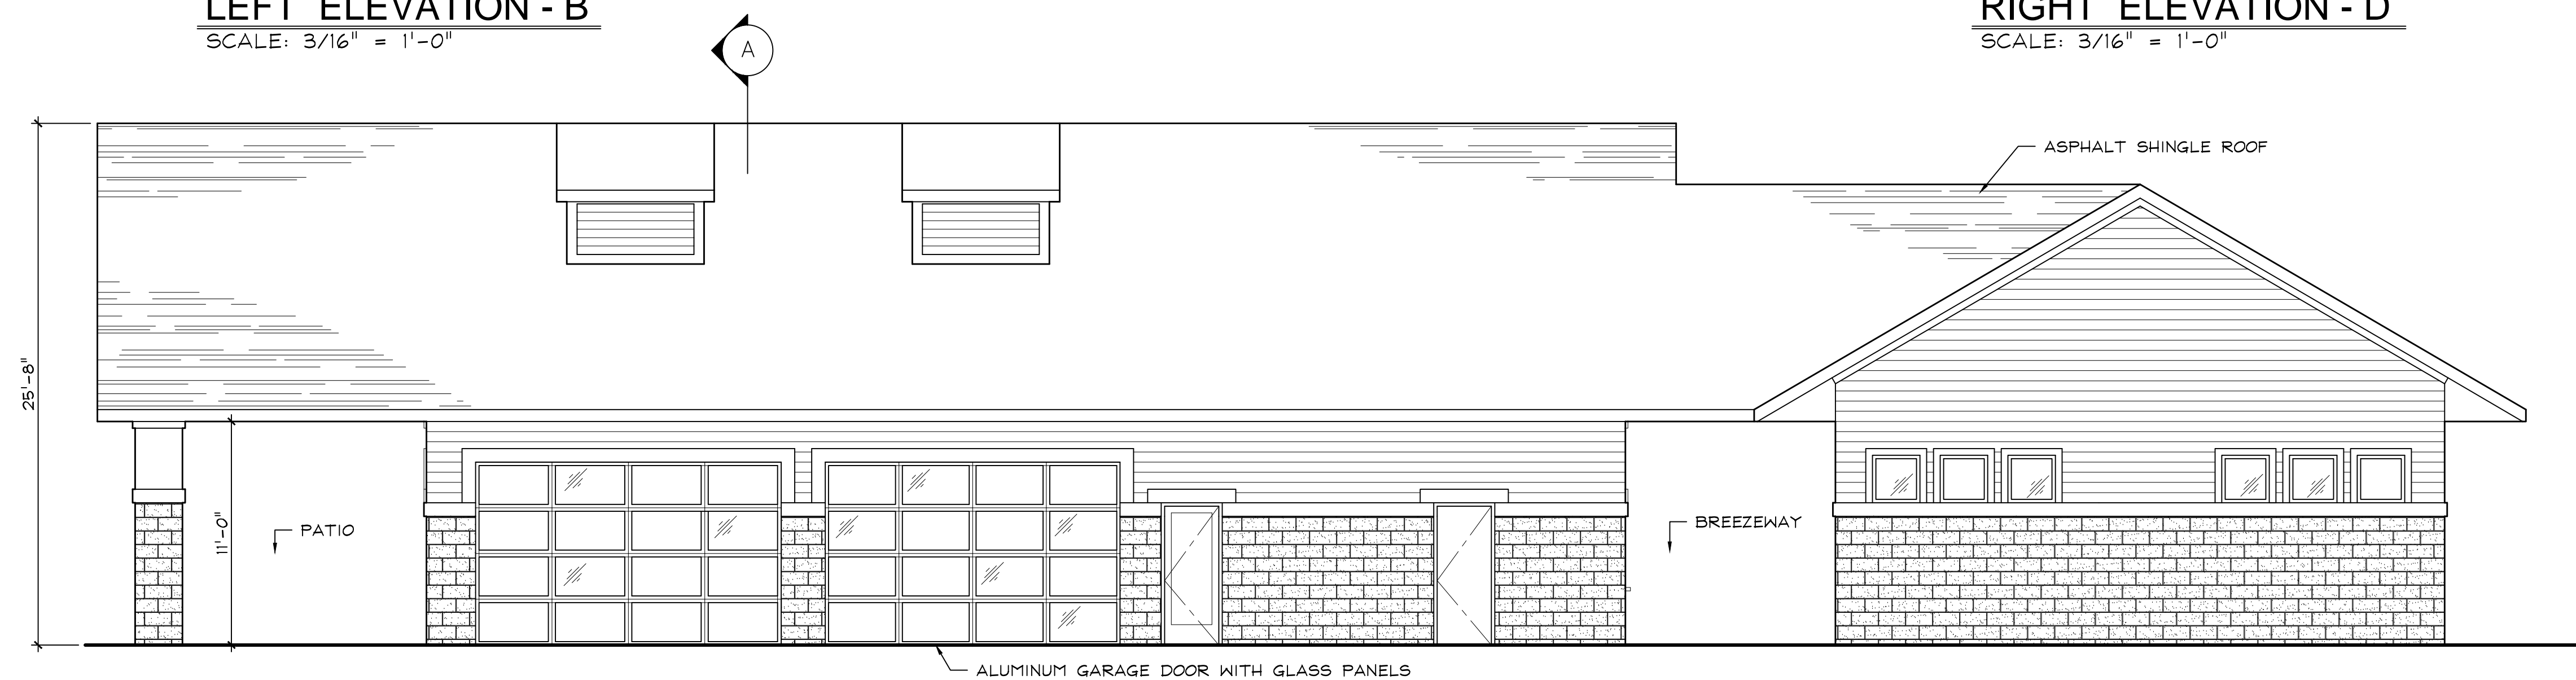 LEFT ELEVATION - B
SCALE: 3/16" = 1'-0"
RIGHT ELEVATION - D
SCALE: 3/16" = 1'-0"
A
ASPHALT SHINGLE ROOF
25'-8"
11'-0"
PATIO
BREEZEWAY
ALUMINUM GARAGE DOOR WITH GLASS PANELS